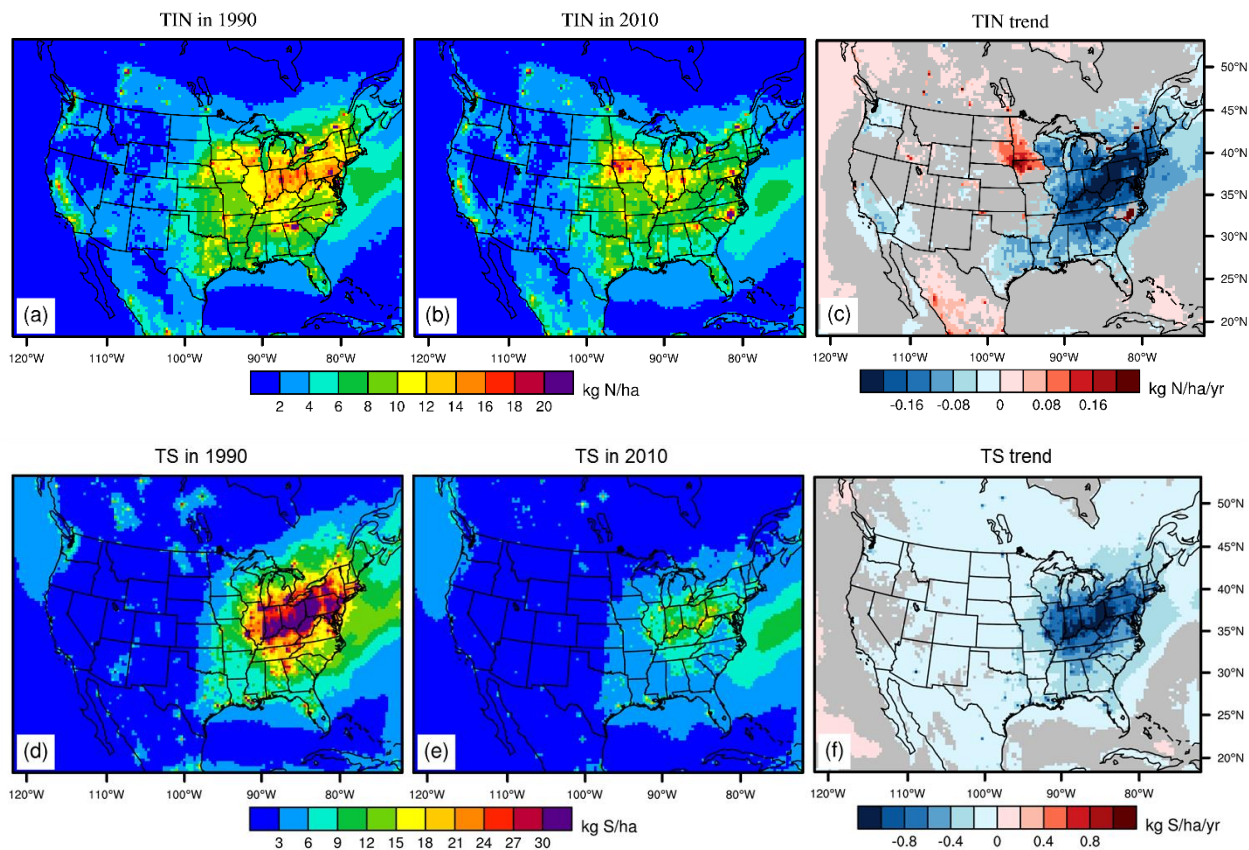 TIN in 1990 TIN in 2010 TIN trend
50°N
45°N
40°N
35°N
30°N
25°N
20°N
(a) (b) (c)
120°W 110°W 100°W 90°W 80°W 120°W 110°W 100°W 90°W 80°W 120°W 110°W 100°W 90°W 80°W
kg N/ha kg N/ha/yr
2 4 6 8 10 12 14 16 18 20 -0.16 -0.08 0 0.08 0.16
TS in 1990 TS in 2010 TS trend
50°N
45°N
40°N
35°N
30°N
25°N
20°N
(d) (e) (f)
120°W 110°W 100°W 90°W 80°W 120°W 110°W 100°W 90°W 80°W 120°W 110°W 100°W 90°W 80°W
kg S/ha kg S/ha/yr
3 6 9 12 15 18 21 24 27 30 -0.8 -0.4 0 0.4 0.8